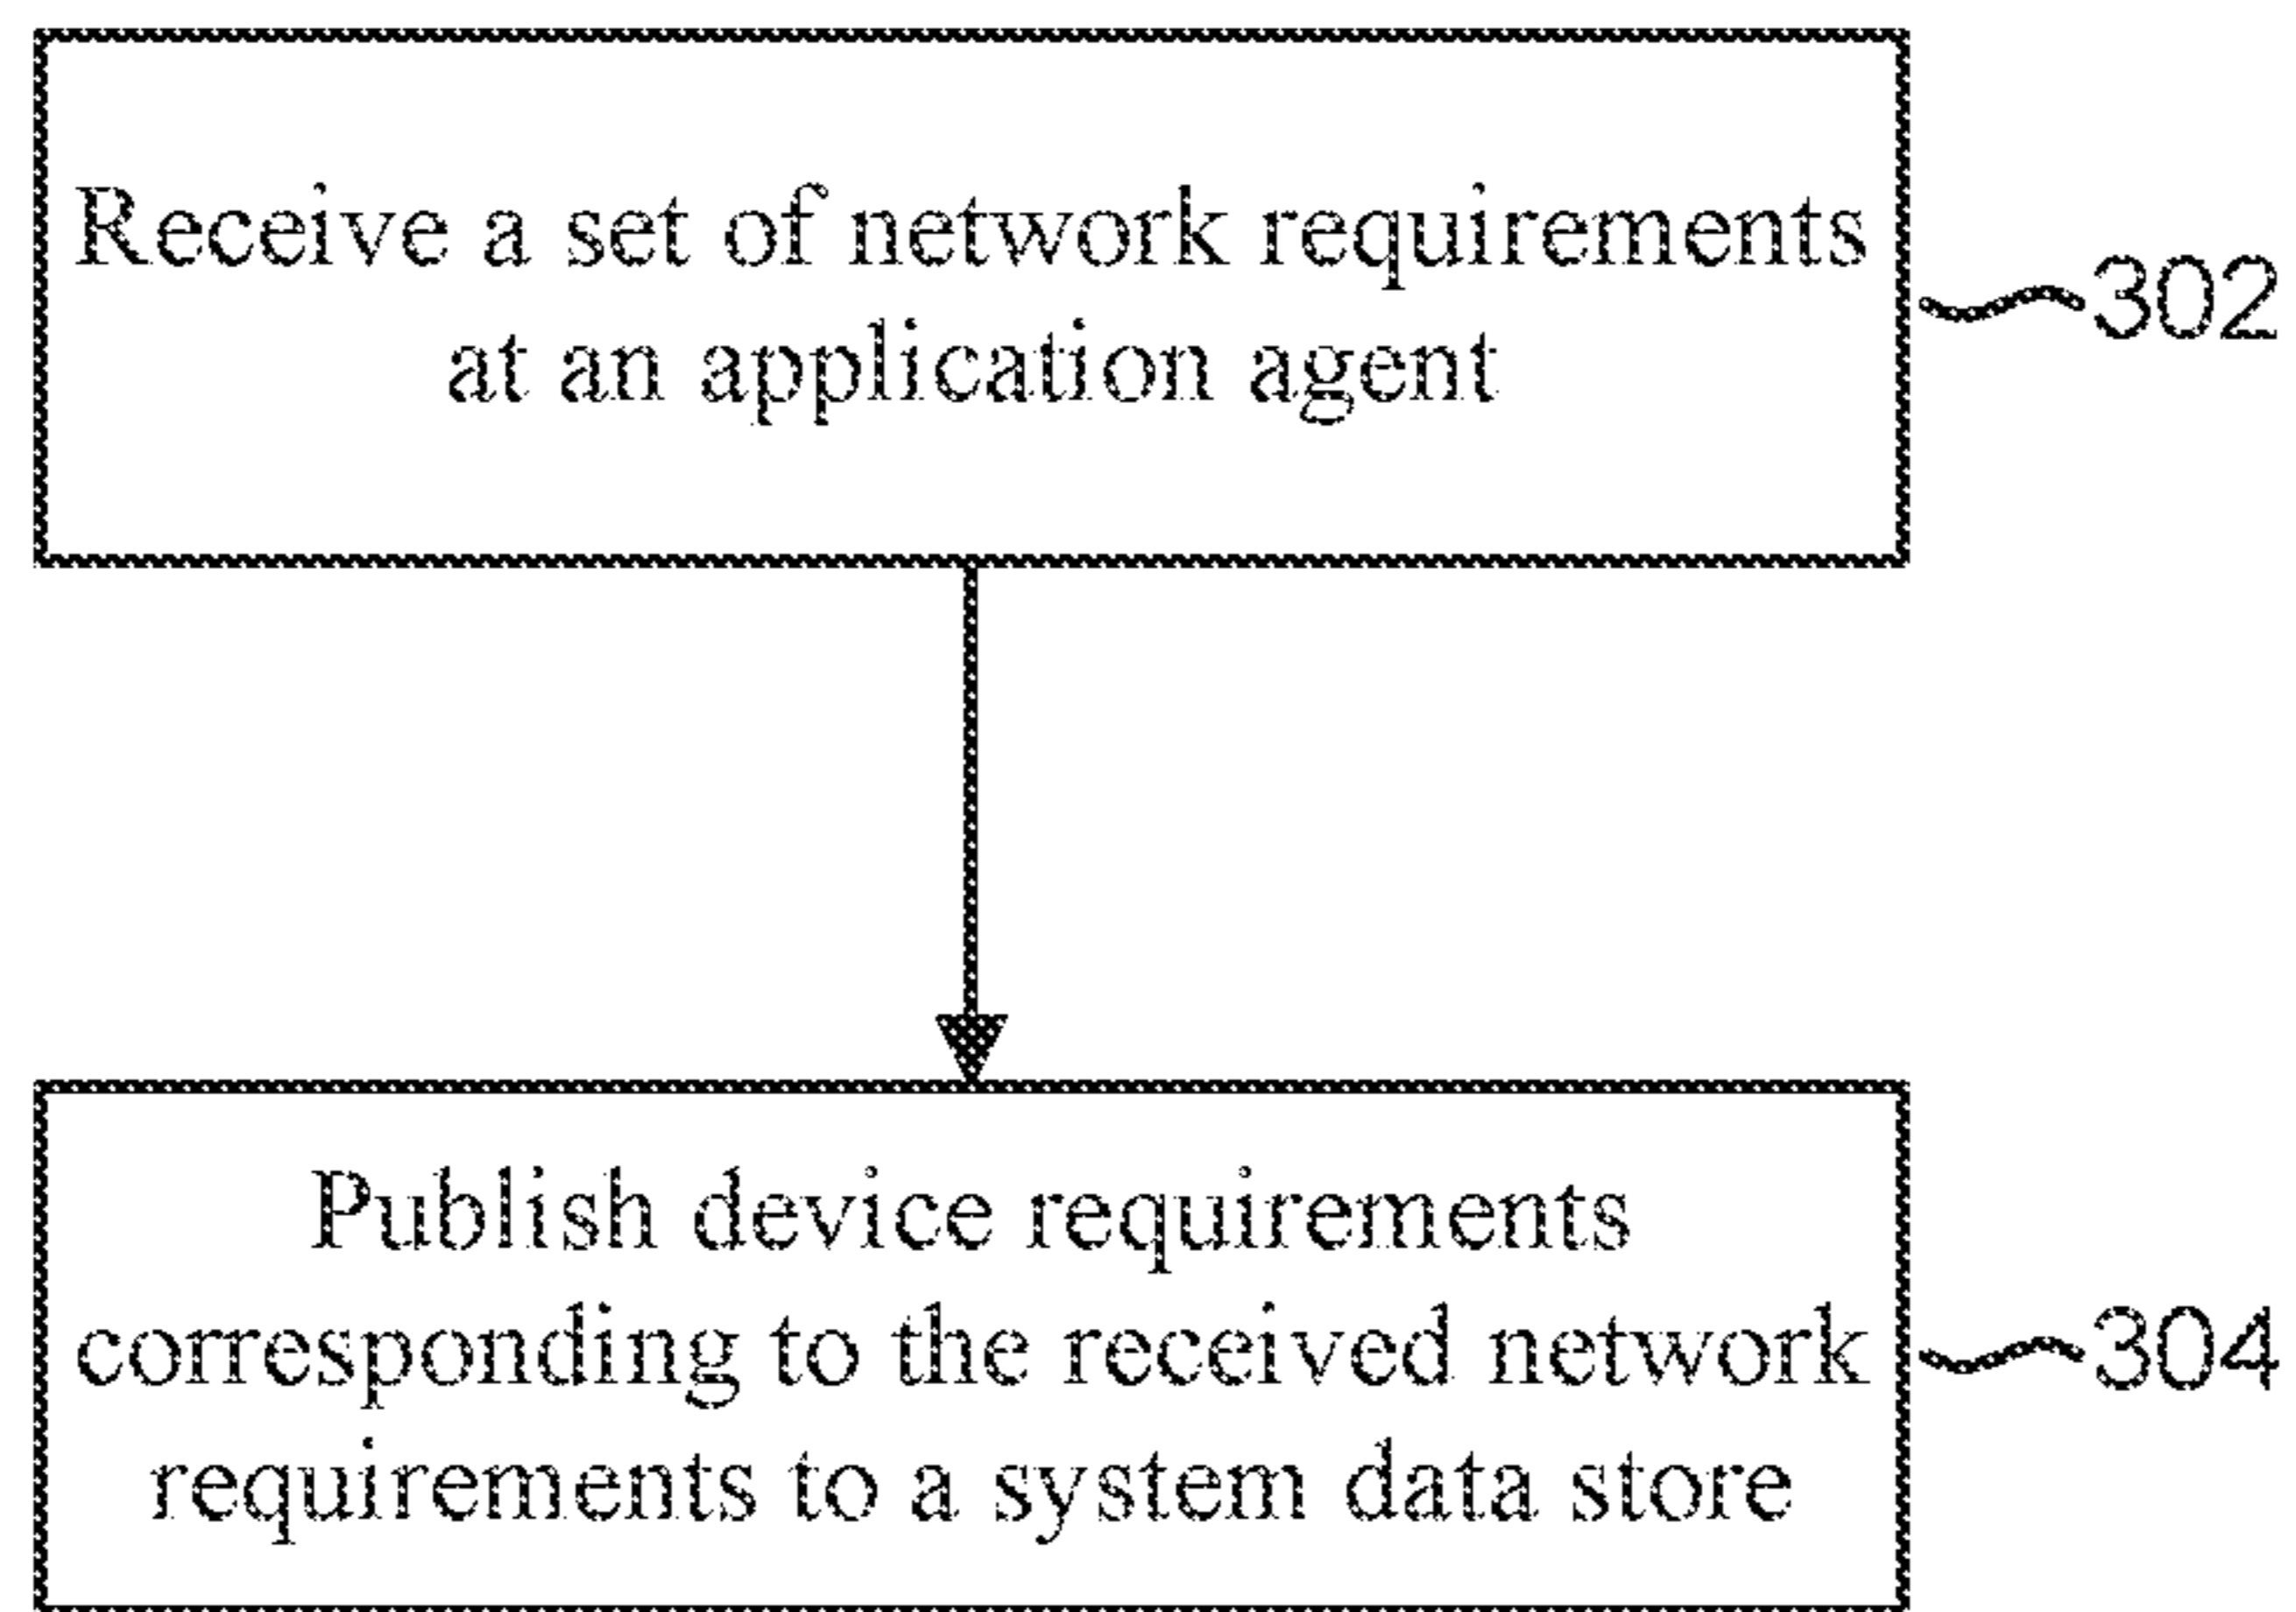 Receive a set of network requirements
at an application agent
302
Publish device requirements
corresponding to the received network
requirements to a system data store
304